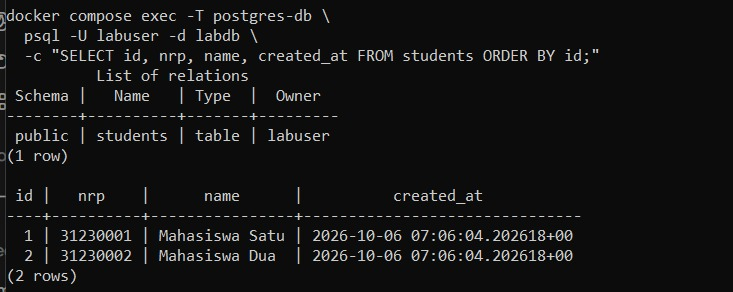 docker compose exec -T postgres-db \
  psql -U labuser -d labdb \
  -c "SELECT id, nrp, name, created_at FROM students ORDER BY id;"
          List of relations
 Schema |   Name   | Type  |  Owner
--------+----------+-------+---------
 public | students | table | labuser
(1 row)

 id |   nrp    |      name      |          created_at
----+----------+----------------+-------------------------------
  1 | 31230001 | Mahasiswa Satu | 2026-10-06 07:06:04.202618+00
  2 | 31230002 | Mahasiswa Dua  | 2026-10-06 07:06:04.202618+00
(2 rows)